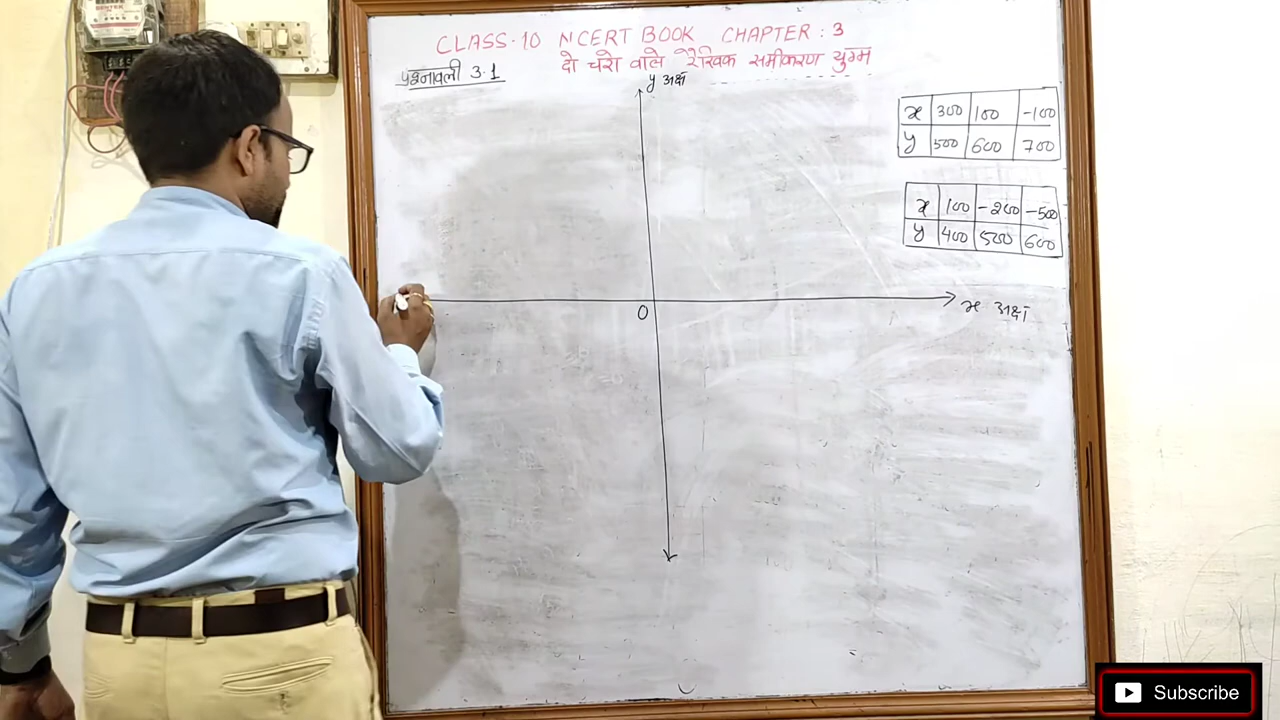 CLASS-10 NCERT BOOK CHAPTER: 3
दो चरो वाले रैखिक समीकरण युग्म
प्रश्नावली 3.1
y अक्ष
x 300 100 -100
y 500 600 700
x 100 -200 -500
y 400 500 600
O
x अक्ष
Subscribe